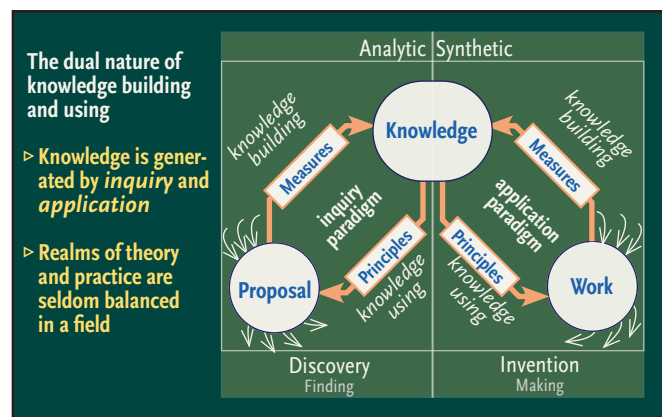 The dual nature of
knowledge building
and using
▹ Knowledge is gener-
ated by inquiry and
application
▹ Realms of theory
and practice are
seldom balanced
in a field
Analytic
Synthetic
knowledge
building
Measures
Knowledge
knowledge
building
Measures
inquiry
paradigm
application
paradigm
Principles
knowledge
using
Principles
knowledge
using
Proposal
Work
Discovery
Finding
Invention
Making